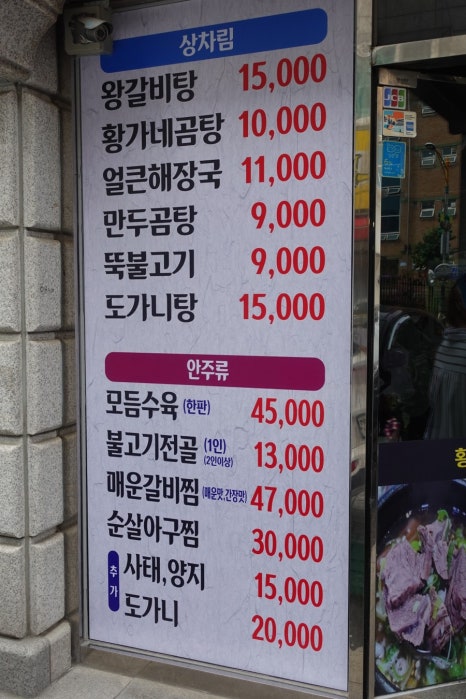 상차림
왕갈비탕 15,000
황가네곰탕 10,000
얼큰해장국 11,000
만두곰탕 9,000
뚝불고기 9,000
도가니탕 15,000
안주류
모듬수육 (한판) 45,000
불고기전골 (1인) (2인이상) 13,000
매운갈비찜 (매운맛,간장맛) 47,000
순살아구찜 30,000
추가 사태,양지 15,000
도가니 20,000
JCB
황